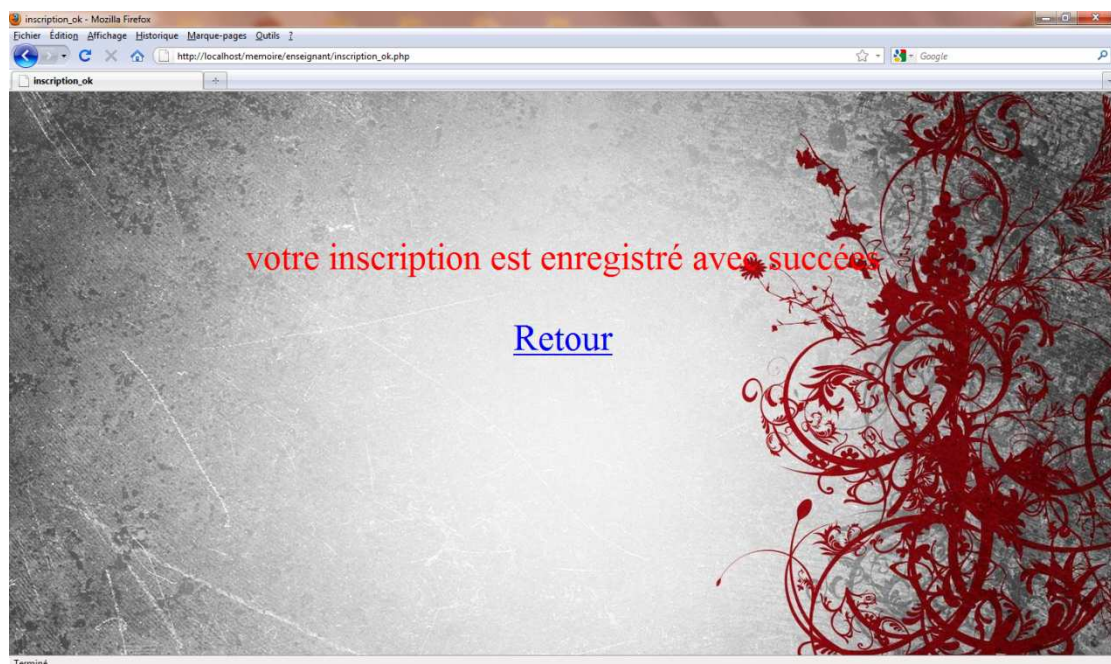 inscription_ok - Mozilla Firefox
Fichier Édition Affichage Historique Marque-pages Outils ?
http://localhost/memoire/enseignant/inscription_ok.php
Google
inscription_ok
votre inscription est enregistré avec succées
Retour
Terminé